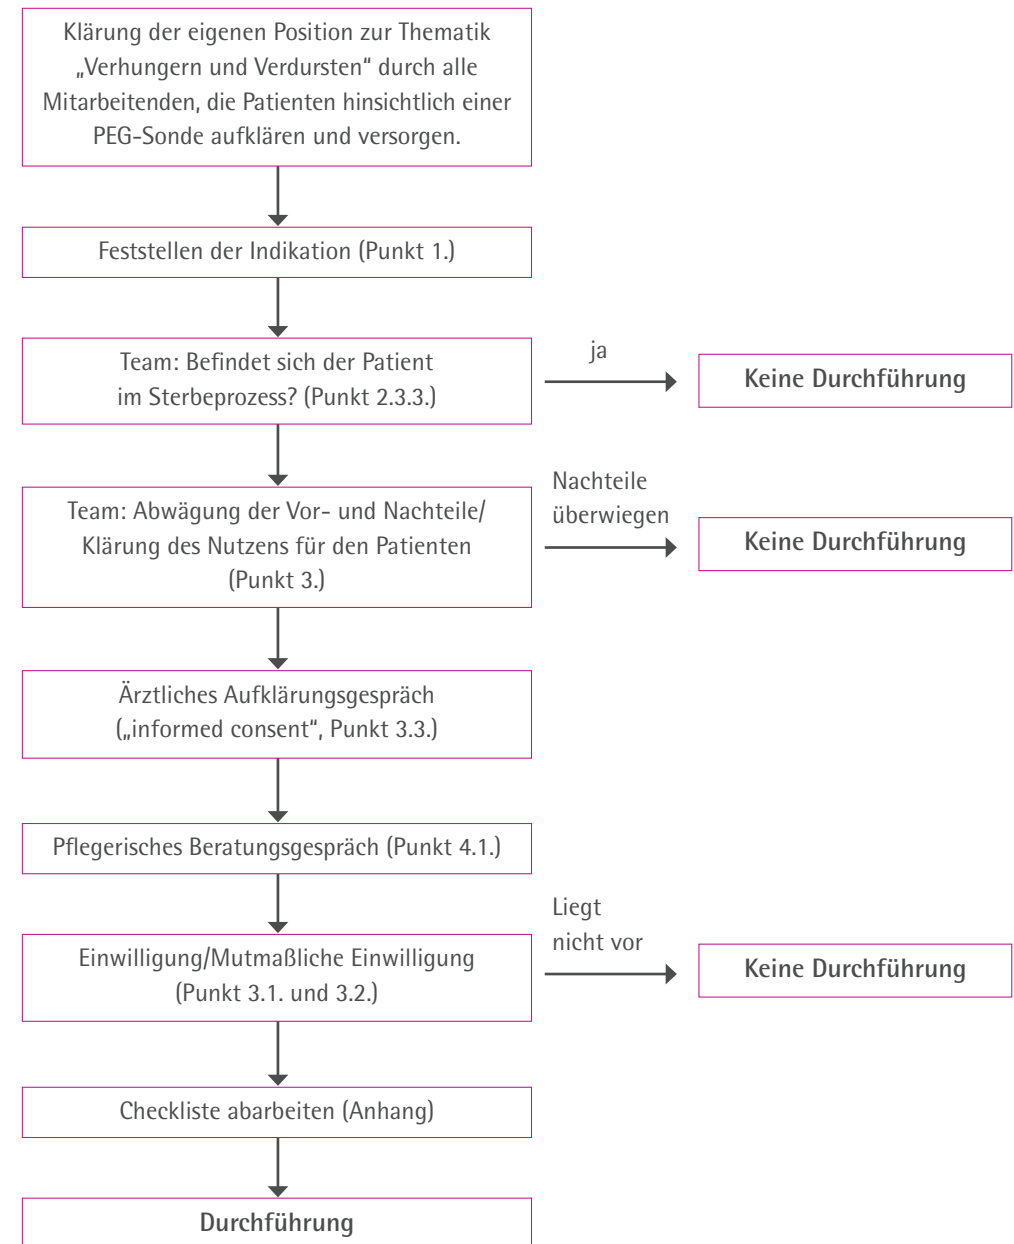 Klärung der eigenen Position zur Thematik
„Verhungern und Verdursten“ durch alle
Mitarbeitenden, die Patienten hinsichtlich einer
PEG-Sonde aufklären und versorgen.
Feststellen der Indikation (Punkt 1.)
Team: Befindet sich der Patient
im Sterbeprozess? (Punkt 2.3.3.)
ja
Keine Durchführung
Team: Abwägung der Vor- und Nachteile/
Klärung des Nutzens für den Patienten
(Punkt 3.)
Nachteile
überwiegen
Keine Durchführung
Ärztliches Aufklärungsgespräch
(„informed consent“, Punkt 3.3.)
Pflegerisches Beratungsgespräch (Punkt 4.1.)
Einwilligung/Mutmaßliche Einwilligung
(Punkt 3.1. und 3.2.)
Liegt
nicht vor
Keine Durchführung
Checkliste abarbeiten (Anhang)
Durchführung